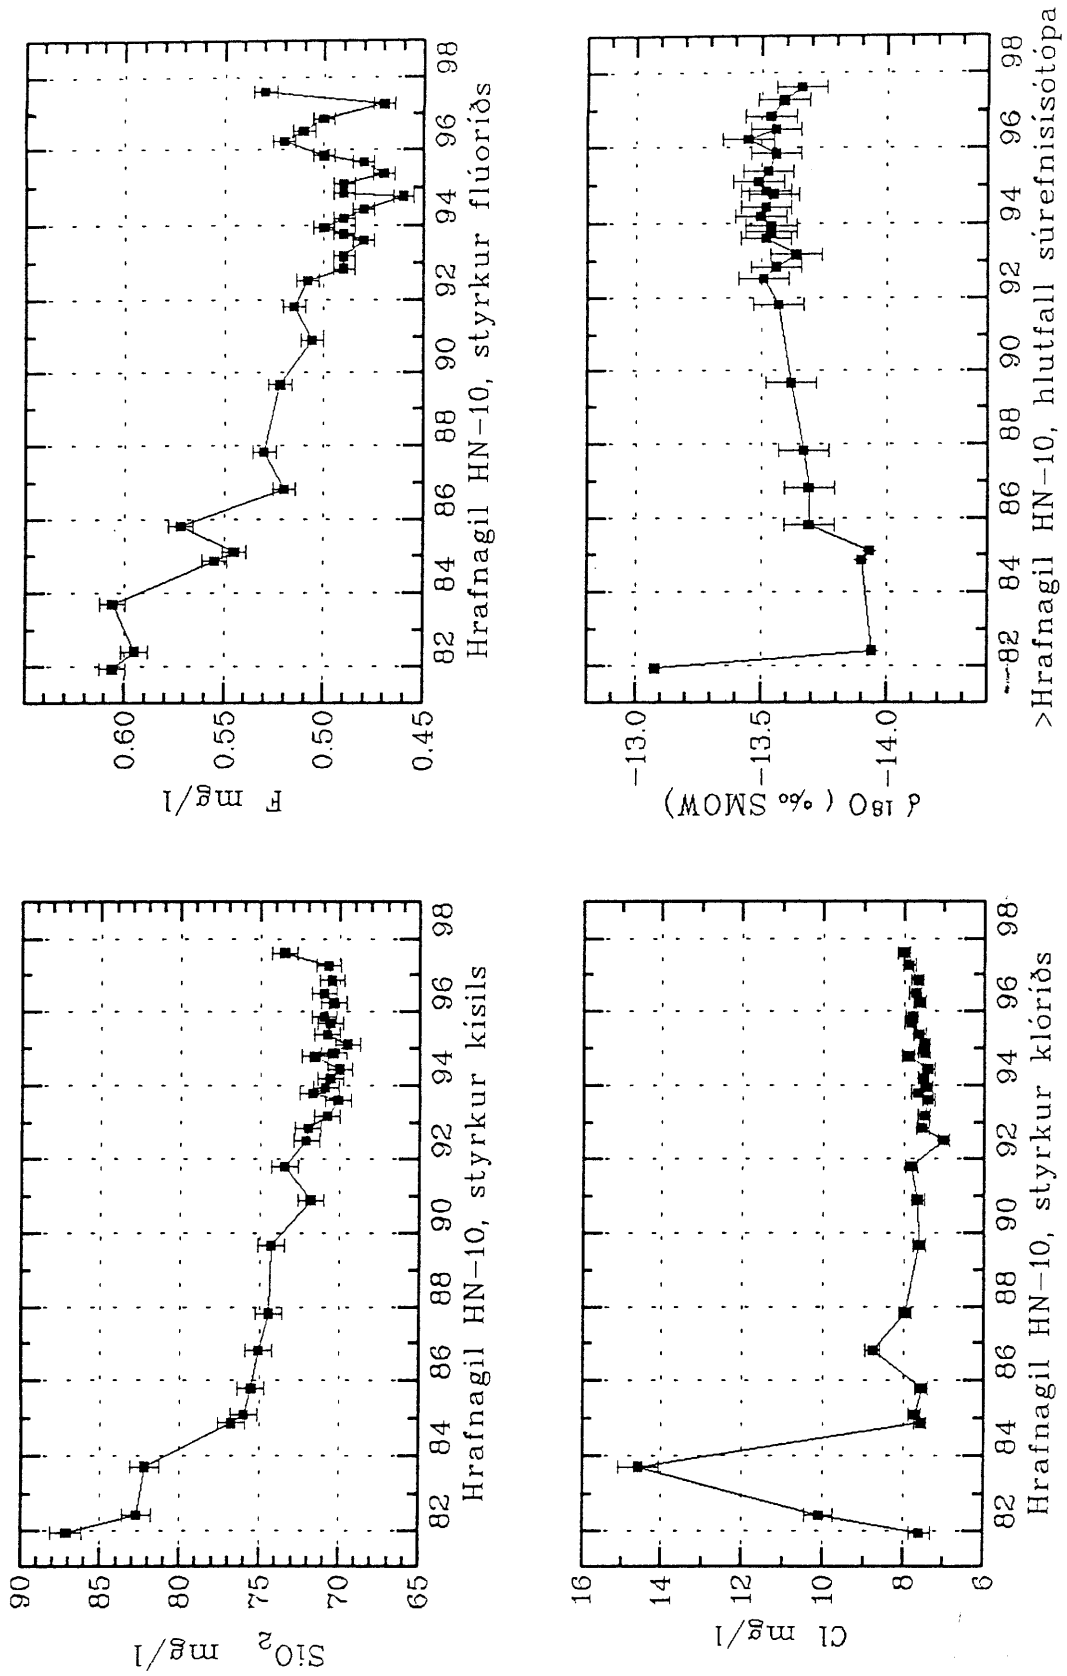 SiO2 mg/l
90
85
80
75
70
65
82 84 86 88 90 92 94 96 98
Hrafnagil HN-10, styrkur kísils
F mg/l
0.60
0.55
0.50
0.45
82 84 86 88 90 92 94 96 98
Hrafnagil HN-10, styrkur flúoríðs
Cl mg/l
16
14
12
10
8
6
82 84 86 88 90 92 94 96 98
Hrafnagil HN-10, styrkur klóríðs
δ 18O (‰ SMOW)
-13.0
-13.5
-14.0
82 84 86 88 90 92 94 96 98
>Hrafnagil HN-10, hlutfall súrefnisísótópa